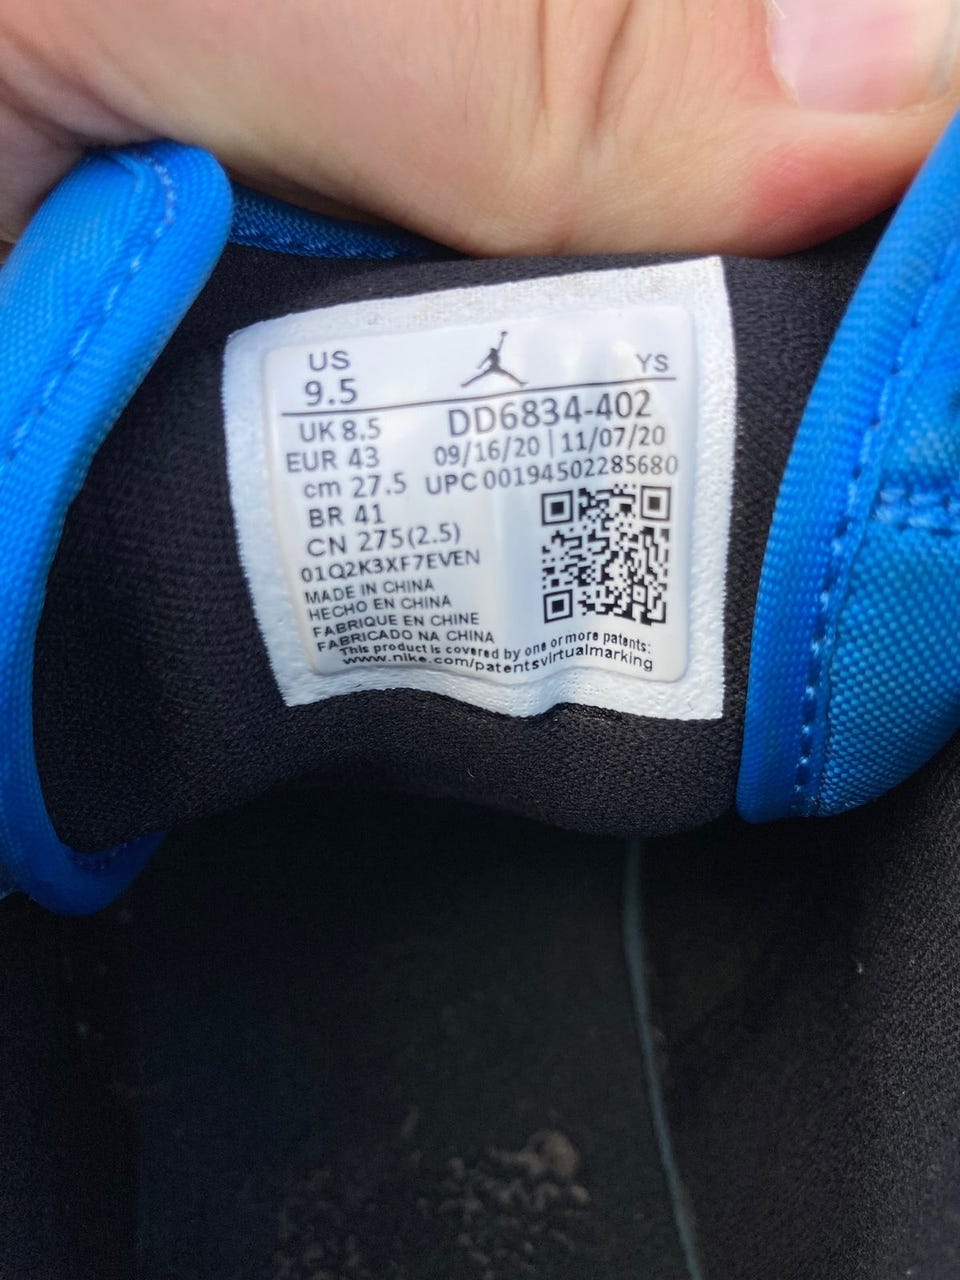 US YS
9.5
UK 8.5 DD6834-402
EUR 43 09/16/20 | 11/07/20
cm 27.5 UPC 00194502285680
BR 41
CN 275(2.5)
01Q2K3XF7EVEN
MADE IN CHINA
HECHO EN CHINA
FABRIQUE EN CHINE
FABRICADO NA CHINA
This product is covered by one or more patents:
www.nike.com/patentsvirtualmarking